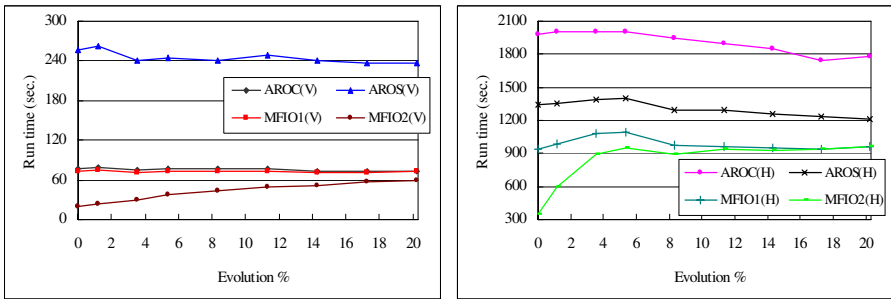 300
240
180
120
60
0
Run time (sec.)
AROC(V) AROS(V)
MFIO1(V) MFIO2(V)
0 2 4 6 8 10 12 14 16 18 20
Evolution %
2100
1800
1500
1200
900
600
300
Run time (sec.)
AROC(H) AROS(H)
MFIO1(H) MFIO2(H)
0 2 4 6 8 10 12 14 16 18 20
Evolution %